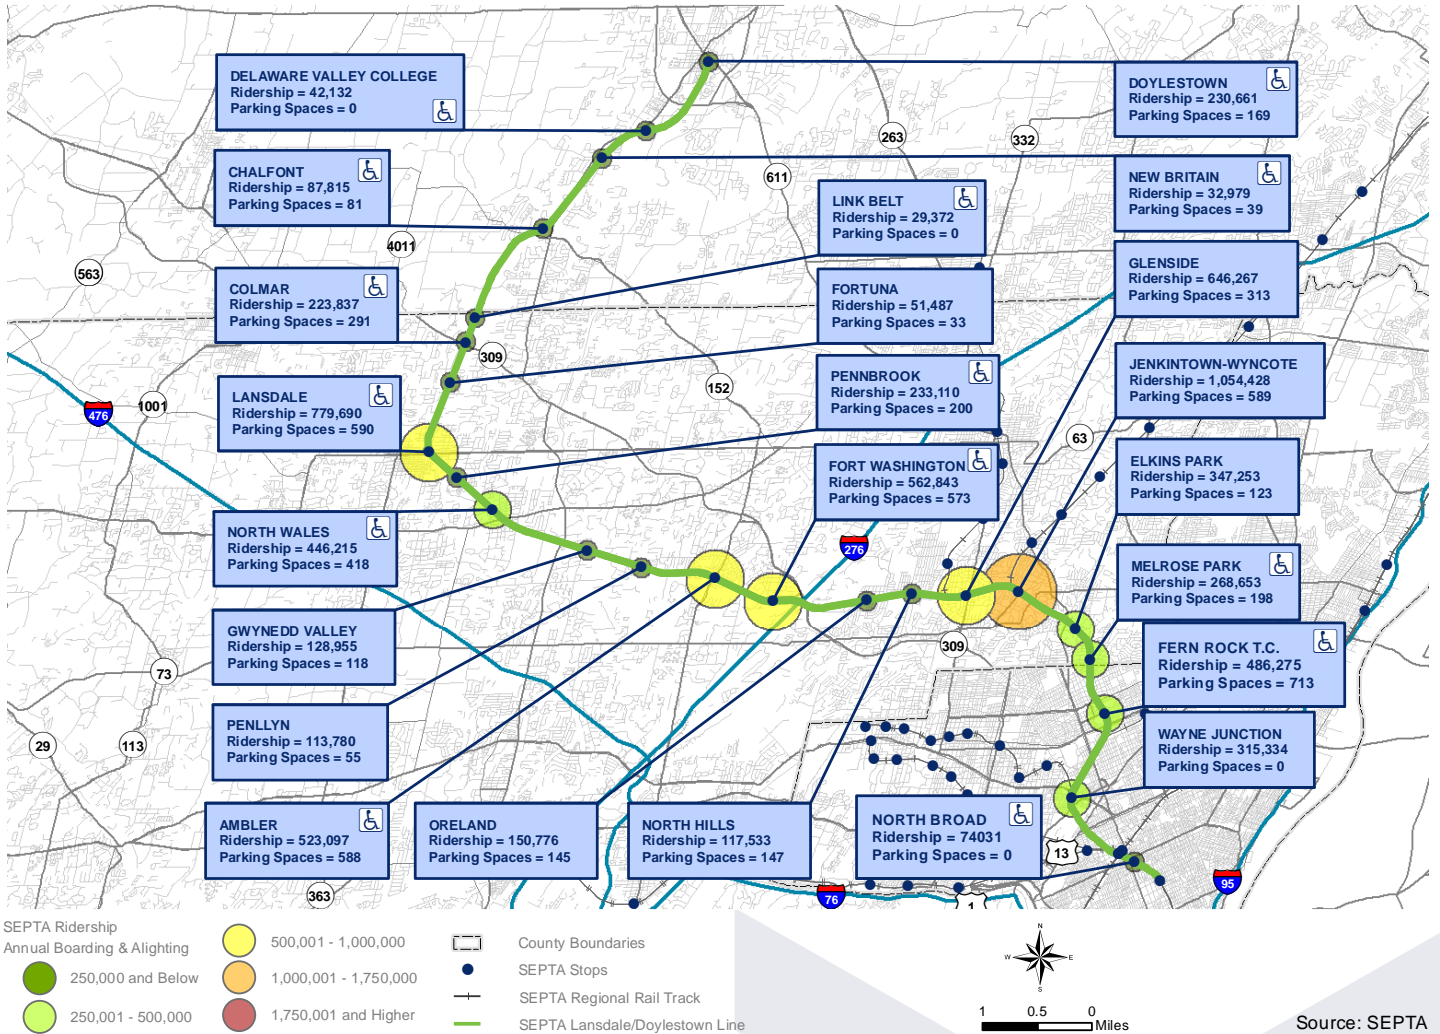 DELAWARE VALLEY COLLEGE
Ridership = 42,132
Parking Spaces = 0
DOYLESTOWN
Ridership = 230,661
Parking Spaces = 169
263
332
611
CHALFONT
Ridership = 87,815
Parking Spaces = 81
NEW BRITAIN
Ridership = 32,979
Parking Spaces = 39
LINK BELT
Ridership = 29,372
Parking Spaces = 0
4011
563
GLENSIDE
Ridership = 646,267
Parking Spaces = 313
COLMAR
Ridership = 223,837
Parking Spaces = 291
FORTUNA
Ridership = 51,487
Parking Spaces = 33
309
152
JENKINTOWN-WYNCOTE
Ridership = 1,054,428
Parking Spaces = 589
PENNBROOK
Ridership = 233,110
Parking Spaces = 200
LANSDALE
Ridership = 779,690
Parking Spaces = 590
476
1001
63
ELKINS PARK
Ridership = 347,253
Parking Spaces = 123
FORT WASHINGTON
Ridership = 562,843
Parking Spaces = 573
NORTH WALES
Ridership = 446,215
Parking Spaces = 418
276
MELROSE PARK
Ridership = 268,653
Parking Spaces = 198
GWYNEDD VALLEY
Ridership = 128,955
Parking Spaces = 118
309
FERN ROCK T.C.
Ridership = 486,275
Parking Spaces = 713
73
PENLLYN
Ridership = 113,780
Parking Spaces = 55
29
113
WAYNE JUNCTION
Ridership = 315,334
Parking Spaces = 0
AMBLER
Ridership = 523,097
Parking Spaces = 588
ORELAND
Ridership = 150,776
Parking Spaces = 145
NORTH HILLS
Ridership = 117,533
Parking Spaces = 147
NORTH BROAD
Ridership = 74031
Parking Spaces = 0
13
363
76
1
95
SEPTA Ridership
Annual Boarding & Alighting
250,000 and Below
250,001 - 500,000
500,001 - 1,000,000
1,000,001 - 1,750,000
1,750,001 and Higher
County Boundaries
SEPTA Stops
SEPTA Regional Rail Track
SEPTA Lansdale/Doylestown Line
N
W
E
S
1 0.5 0
Miles
Source: SEPTA